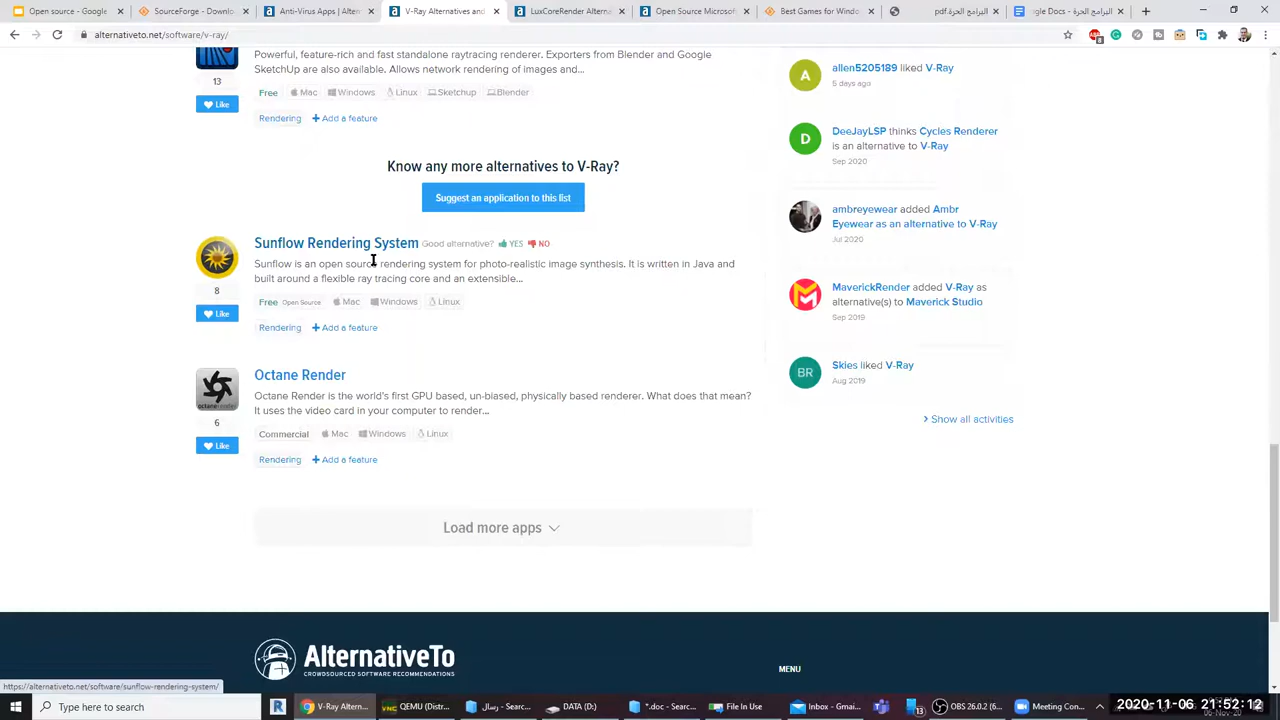 Open source - Google
SourceForge - Downlo
Anti-Virus Apps | Alter
V-Ray Alternatives and
LuxCoreRender Altern
Open Source Microsof
Best Games for Windo
البرامج الحرة.pdf
البرامج الحرة - gle Docs
alternativeto.net/software/v-ray/
Powerful, feature-rich and fast standalone raytracing renderer. Exporters from Blender and Google
SketchUp are also available. Allows network rendering of images and...
13
Like
Free Mac Windows Linux Sketchup Blender
Rendering + Add a feature
Know any more alternatives to V-Ray?
Suggest an application to this list
Sunflow Rendering System Good alternative? YES NO
Sunflow is an open source rendering system for photo-realistic image synthesis. It is written in Java and
built around a flexible ray tracing core and an extensible...
8
Like
Free Open Source Mac Windows Linux
Rendering + Add a feature
Octane Render
Octane Render is the world's first GPU based, un-biased, physically based renderer. What does that mean?
It uses the video card in your computer to render...
6
Like
Commercial Mac Windows Linux
Rendering + Add a feature
Load more apps
A
allen5205189 liked V-Ray
5 days ago
D
DeeJayLSP thinks Cycles Renderer
is an alternative to V-Ray
Sep 2020
ambreyewear added Ambr
Eyewear as an alternative to V-Ray
Jul 2020
MaverickRender added V-Ray as
alternative(s) to Maverick Studio
Sep 2019
BR
Skies liked V-Ray
Aug 2019
> Show all activities
AlternativeTo
CROWDSOURCED SOFTWARE RECOMMENDATIONS
MENU
https://alternativeto.net/software/sunflow-rendering-system/
Type here to search
V-Ray Altern...
QEMU (Distr...
رسال - Sear...
DATA (D:)
*.doc - Searc...
File In Use
Inbox - Gmai...
13
OBS 26.0.2 (6...
Meeting Con...
2020-11-06 21:52:12
06-Nov-20